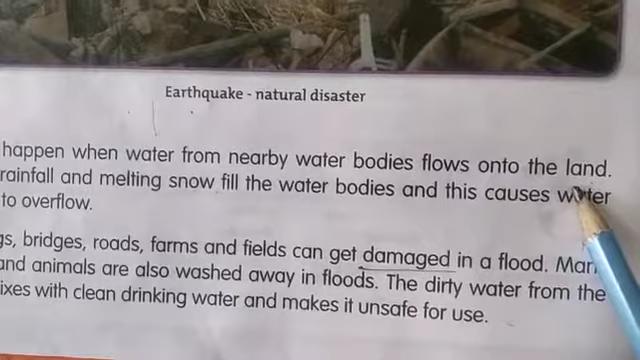 Earthquake - natural disaster
happen when water from nearby water bodies flows onto the land.
rainfall and melting snow fill the water bodies and this causes water
to overflow.
gs, bridges, roads, farms and fields can get damaged in a flood.
and animals are also washed away in floods. The dirty water from the
ixes with clean drinking water and makes it unsafe for use.